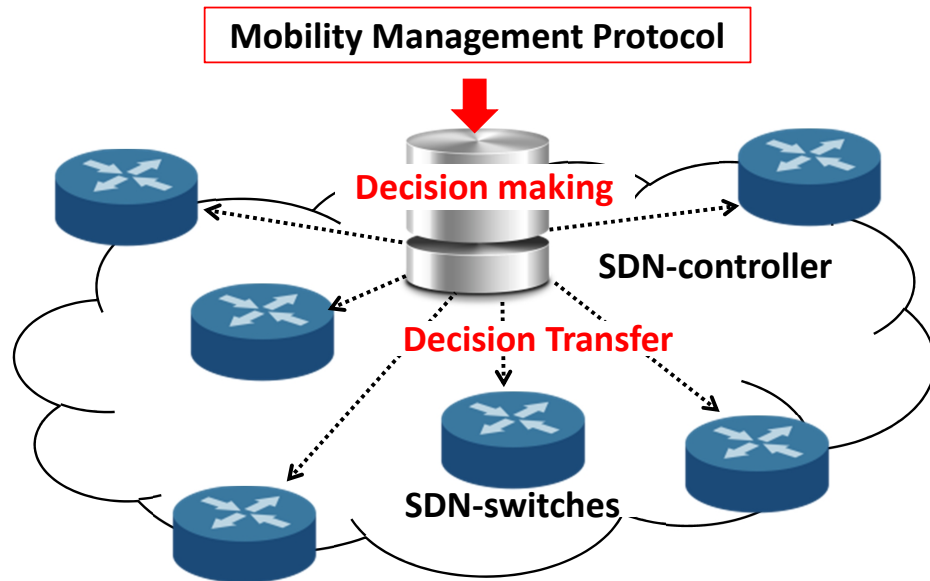 Mobility Management Protocol
Decision making
SDN-controller
Decision Transfer
SDN-switches